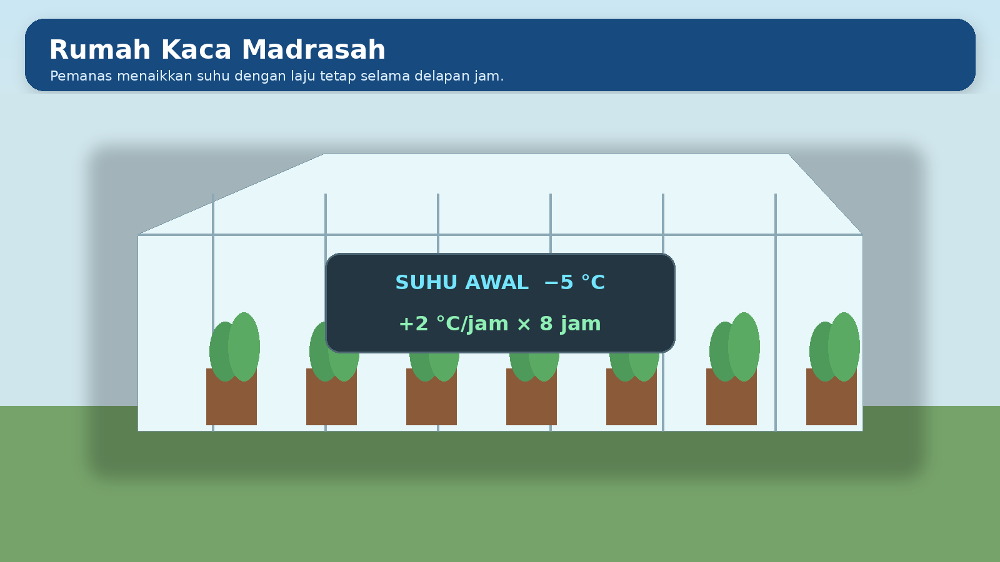 Rumah Kaca Madrasah
Pemanas menaikkan suhu dengan laju tetap selama delapan jam.
SUHU AWAL  −5 °C
+2 °C/jam × 8 jam